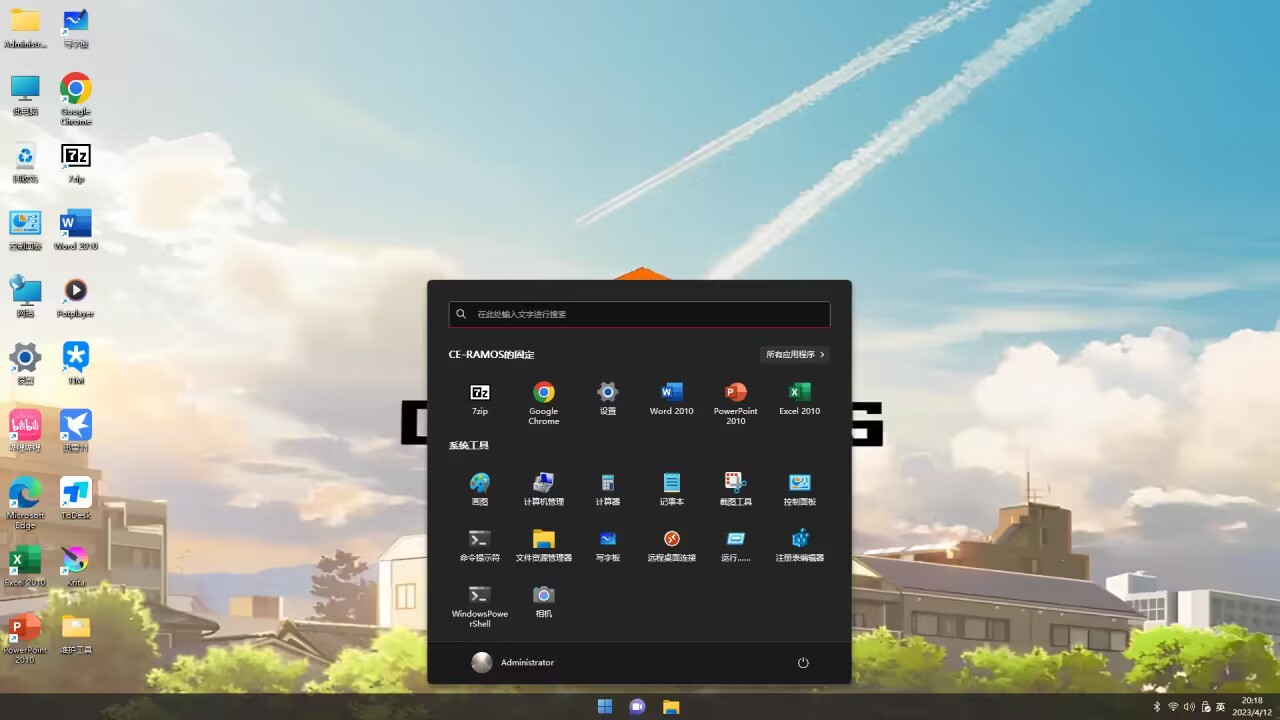 Administr...
写字板
此电脑
Google
Chrome
回收站
7zip
控制面板
Word 2010
网络
Potplayer
设置
TIM
哔哩哔哩
迅雷11
Microsoft
Edge
ToDesk
Excel 2010
Krita
PowerPoint
2010
维护工具
在此处输入文字进行搜索
CE-RAMOS的固定
所有应用程序
7zip
Google
Chrome
设置
Word 2010
PowerPoint
2010
Excel 2010
系统工具
画图
计算机管理
计算器
记事本
截图工具
控制面板
命令提示符
文件资源管理器
写字板
远程桌面连接
运行......
注册表编辑器
WindowsPowe
rShell
相机
Administrator
英
20:18
2023/4/12